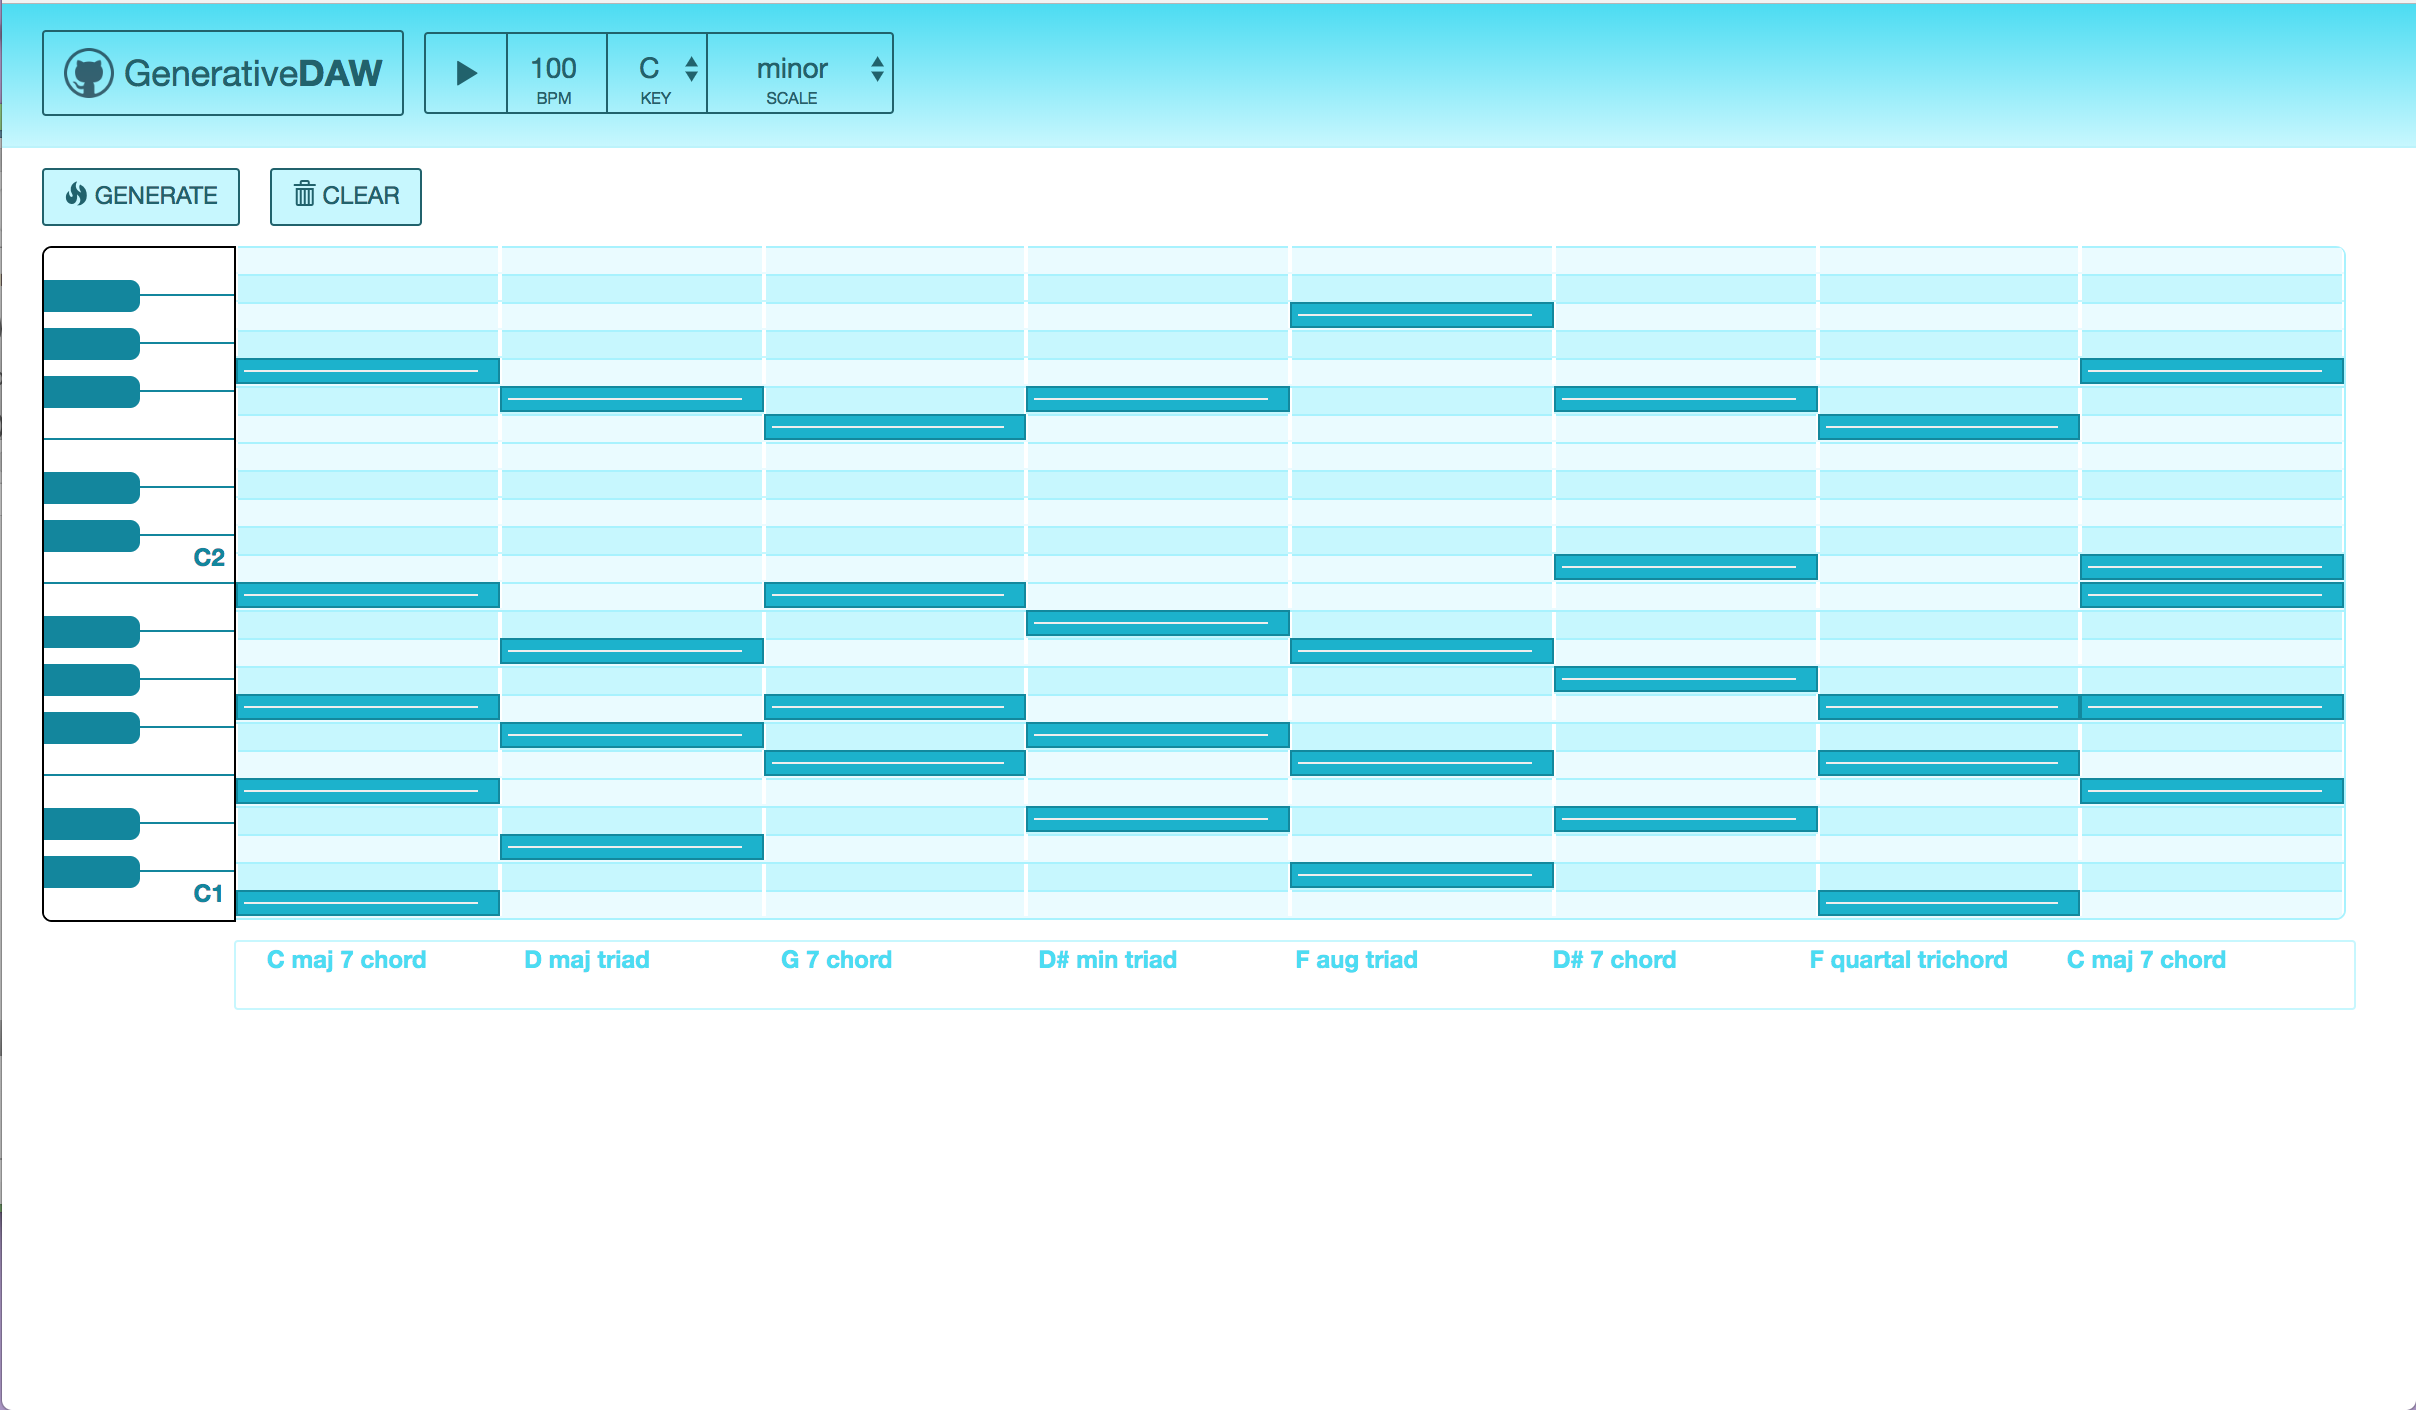 GenerativeDAW
100
BPM
C
KEY
minor
SCALE
GENERATE
CLEAR
C2
C1
C maj 7 chord
D maj triad
G 7 chord
D# min triad
F aug triad
D# 7 chord
F quartal trichord
C maj 7 chord